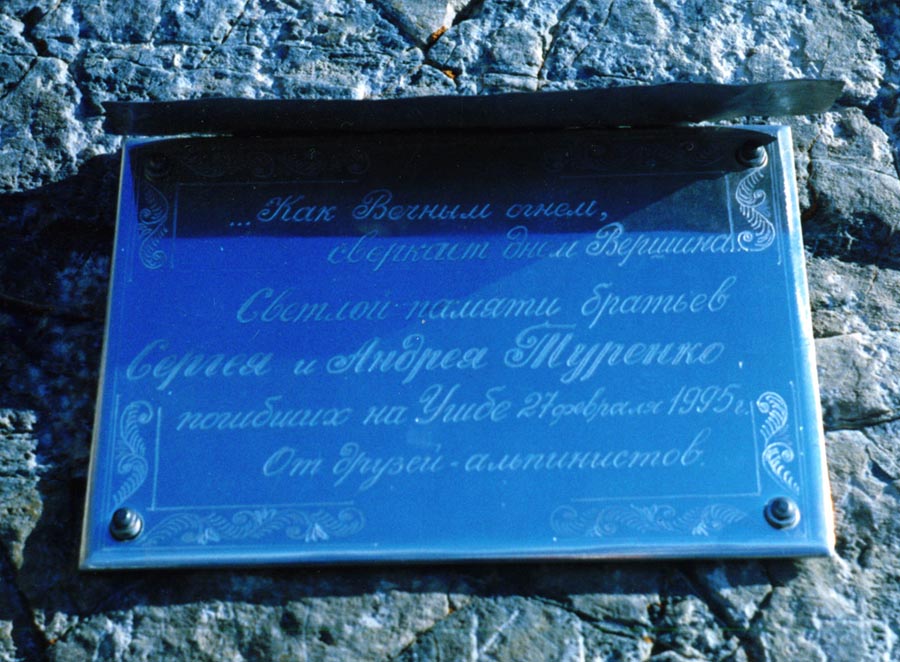 ...Как Вечным огнем,
сверкает днем Вершина...
Светлой памяти братьев
Сергея и Андрея Туренко
погибших на Ушбе 27 февраля 1995 г.
От друзей-альпинистов.